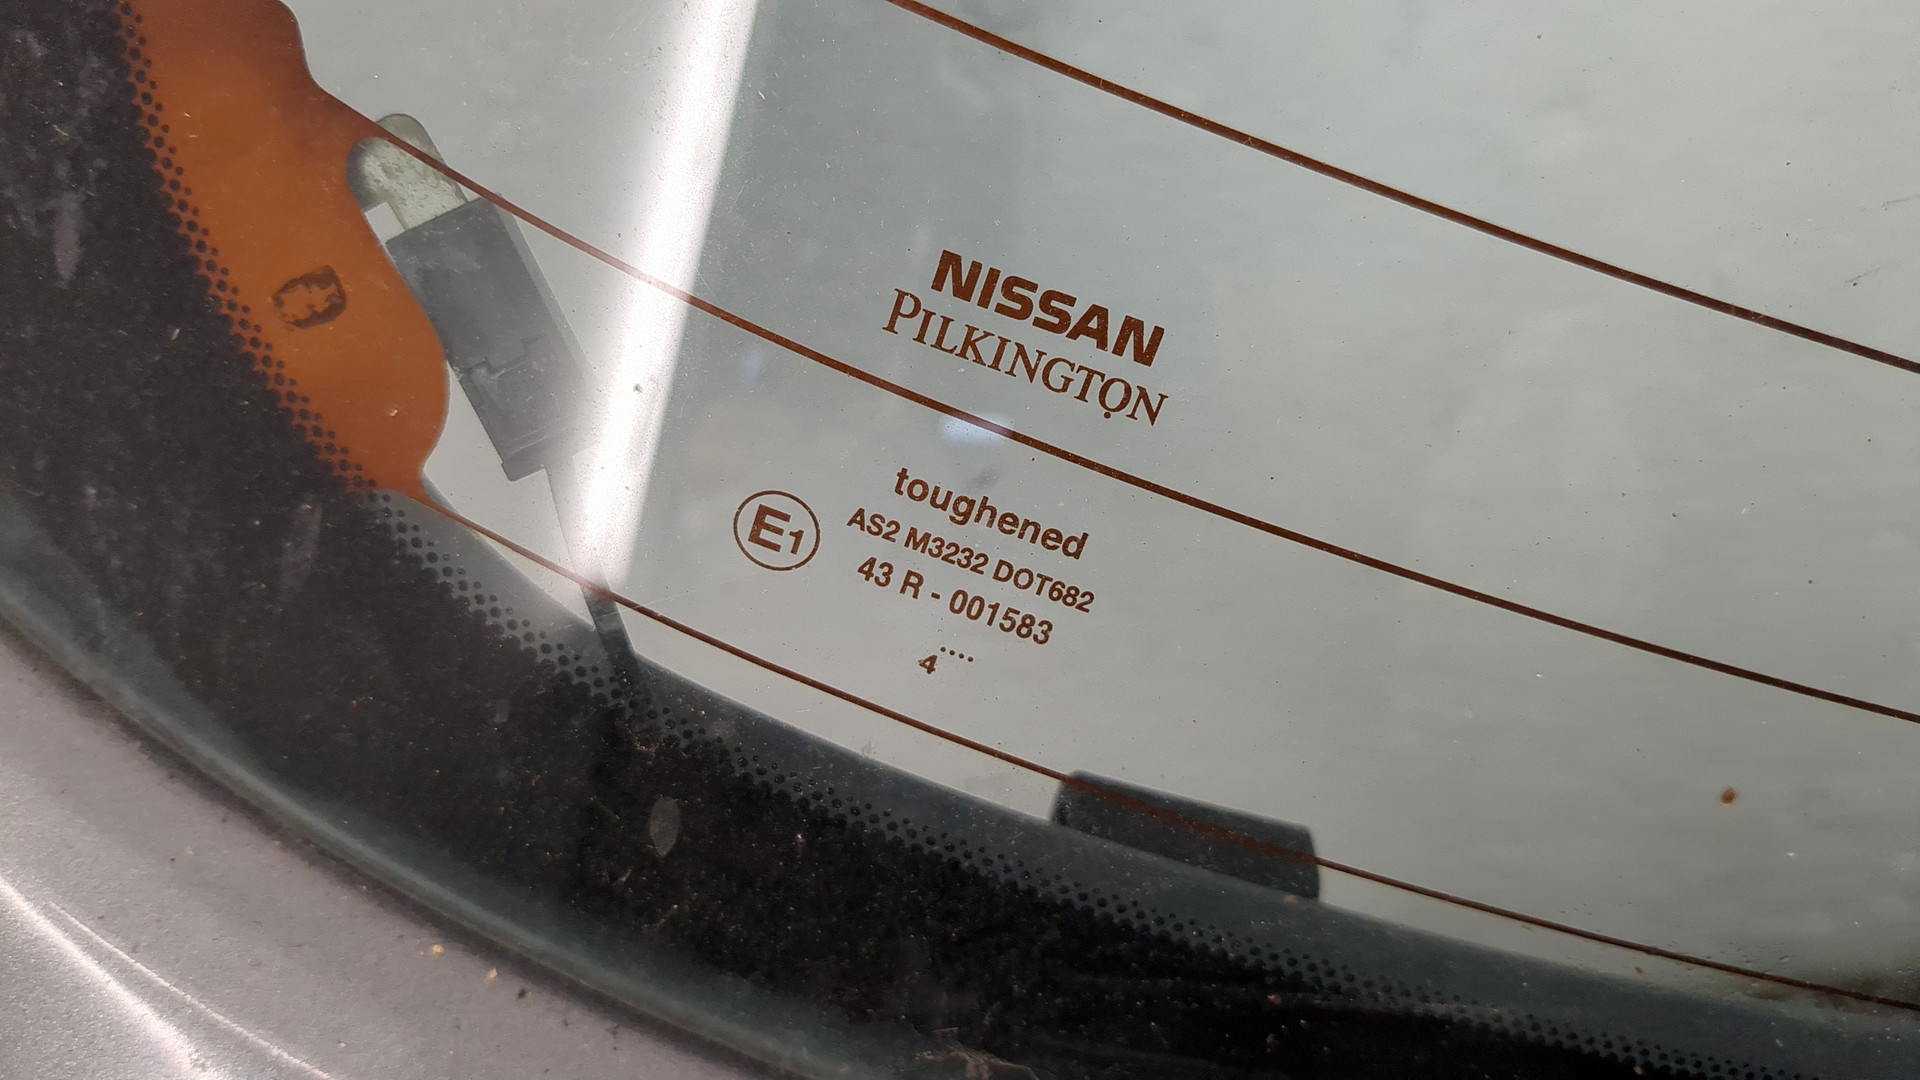 NISSAN
PILKINGTON
toughened
E1
AS2 M3232 DOT682
43 R - 001583
.....
4